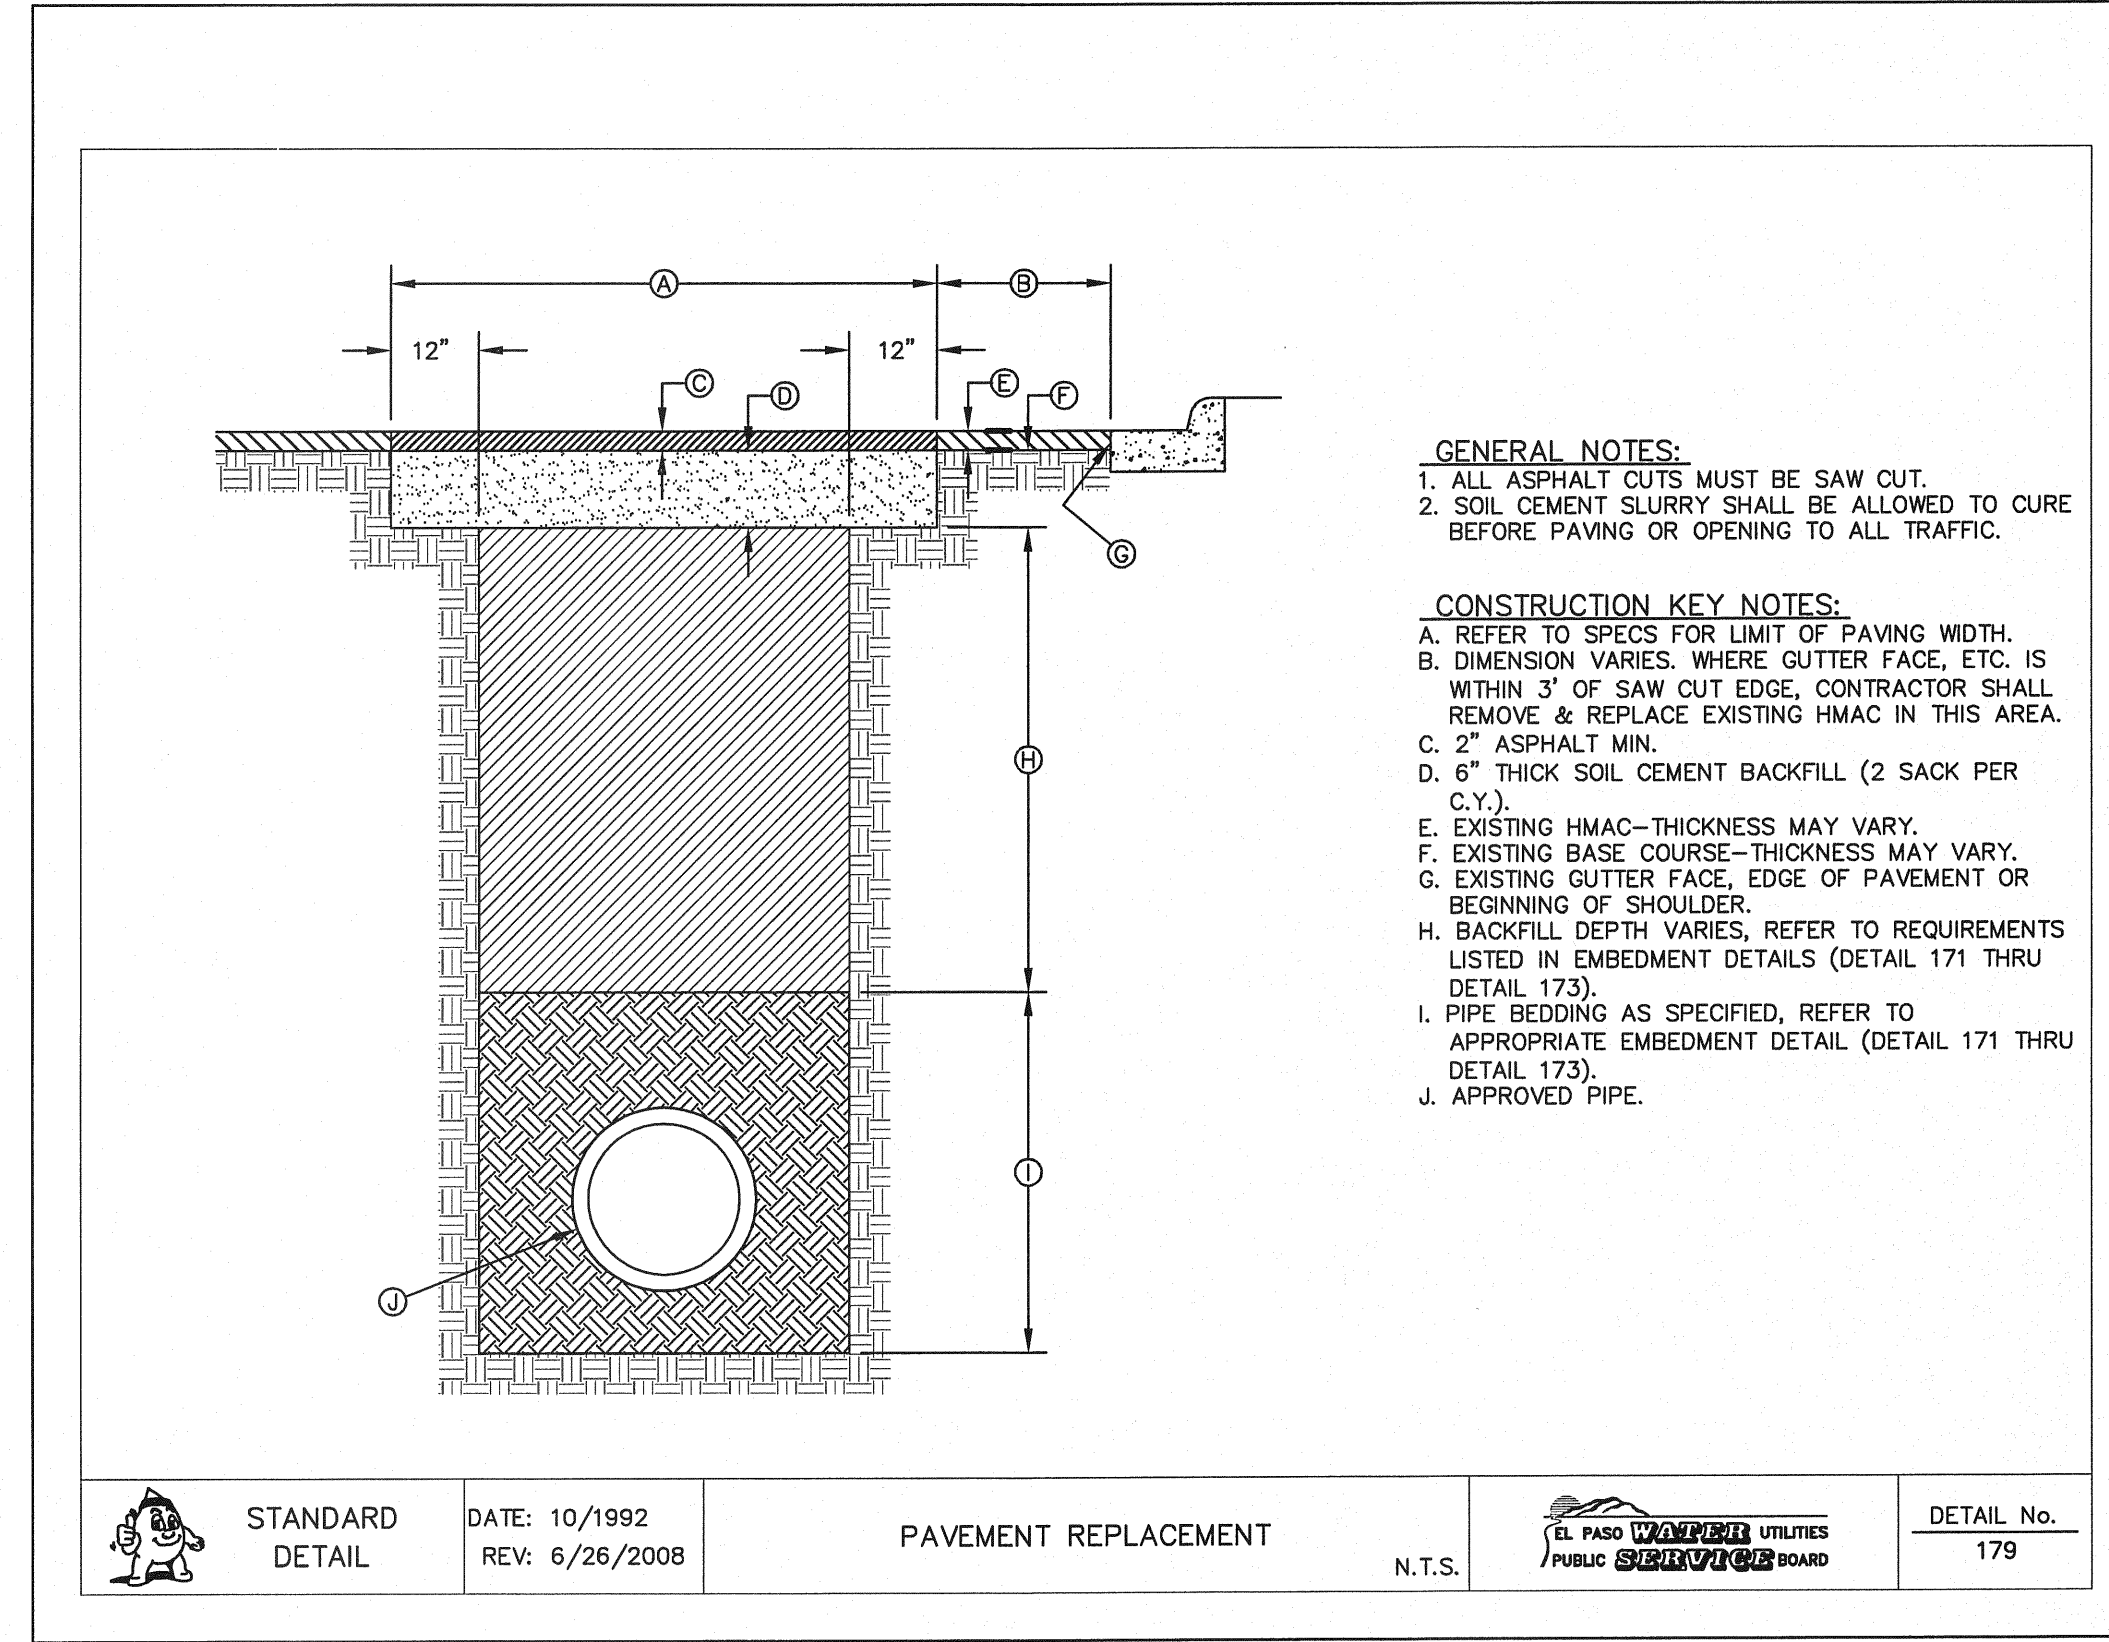 A
B
12"
12"
C
D
E
F
G
H
I
J
GENERAL NOTES:
1. ALL ASPHALT CUTS MUST BE SAW CUT.
2. SOIL CEMENT SLURRY SHALL BE ALLOWED TO CURE
BEFORE PAVING OR OPENING TO ALL TRAFFIC.
CONSTRUCTION KEY NOTES:
A. REFER TO SPECS FOR LIMIT OF PAVING WIDTH.
B. DIMENSION VARIES. WHERE GUTTER FACE, ETC. IS
WITHIN 3' OF SAW CUT EDGE, CONTRACTOR SHALL
REMOVE & REPLACE EXISTING HMAC IN THIS AREA.
C. 2" ASPHALT MIN.
D. 6" THICK SOIL CEMENT BACKFILL (2 SACK PER
C.Y.).
E. EXISTING HMAC-THICKNESS MAY VARY.
F. EXISTING BASE COURSE-THICKNESS MAY VARY.
G. EXISTING GUTTER FACE, EDGE OF PAVEMENT OR
BEGINNING OF SHOULDER.
H. BACKFILL DEPTH VARIES, REFER TO REQUIREMENTS
LISTED IN EMBEDMENT DETAILS (DETAIL 171 THRU
DETAIL 173).
I. PIPE BEDDING AS SPECIFIED, REFER TO
APPROPRIATE EMBEDMENT DETAIL (DETAIL 171 THRU
DETAIL 173).
J. APPROVED PIPE.
STANDARD
DETAIL
DATE: 10/1992
REV: 6/26/2008
PAVEMENT REPLACEMENT
N.T.S.
EL PASO WATER UTILITIES
PUBLIC SERVICE BOARD
DETAIL No.
179